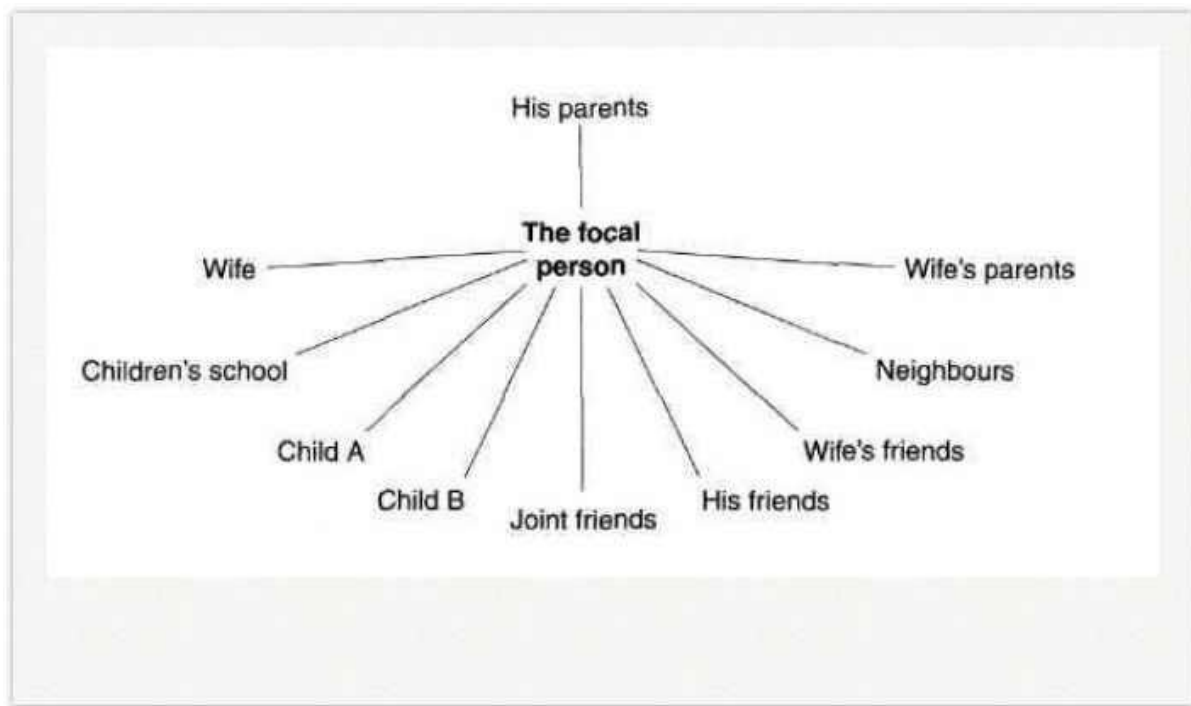 His parents
The focal
person
Wife
Wife's parents
Children's school
Neighbours
Child A
Wife's friends
Child B
His friends
Joint friends